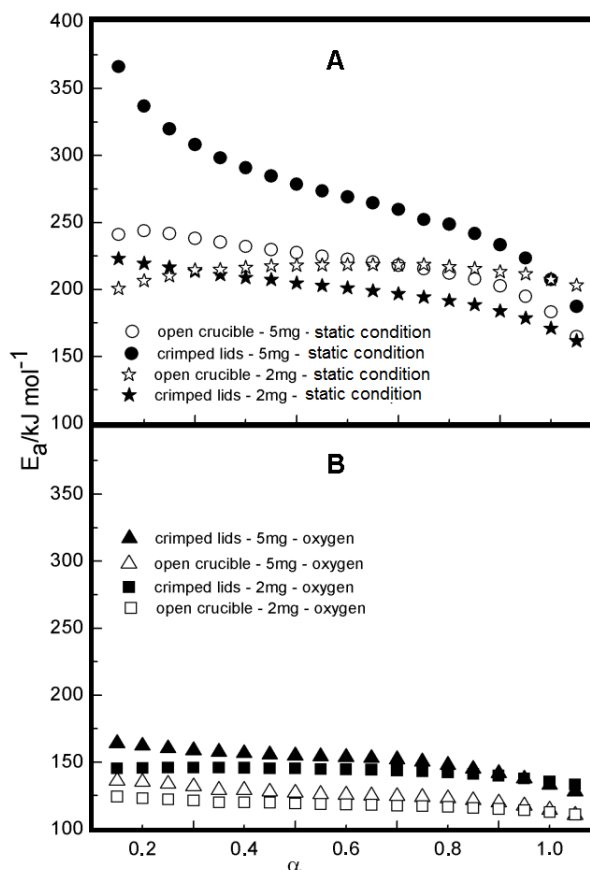 400
A
350
300
250
200
150
100
open crucible - 5mg - static condition
crimped lids - 5mg - static condition
open crucible - 2mg - static condition
crimped lids - 2mg - static condition
Ea/kJ mol⁻¹
B
350
300
250
200
150
100
crimped lids - 5mg - oxygen
open crucible - 5mg - oxygen
crimped lids - 2mg - oxygen
open crucible - 2mg - oxygen
0.2 0.4 0.6 0.8 1.0
α